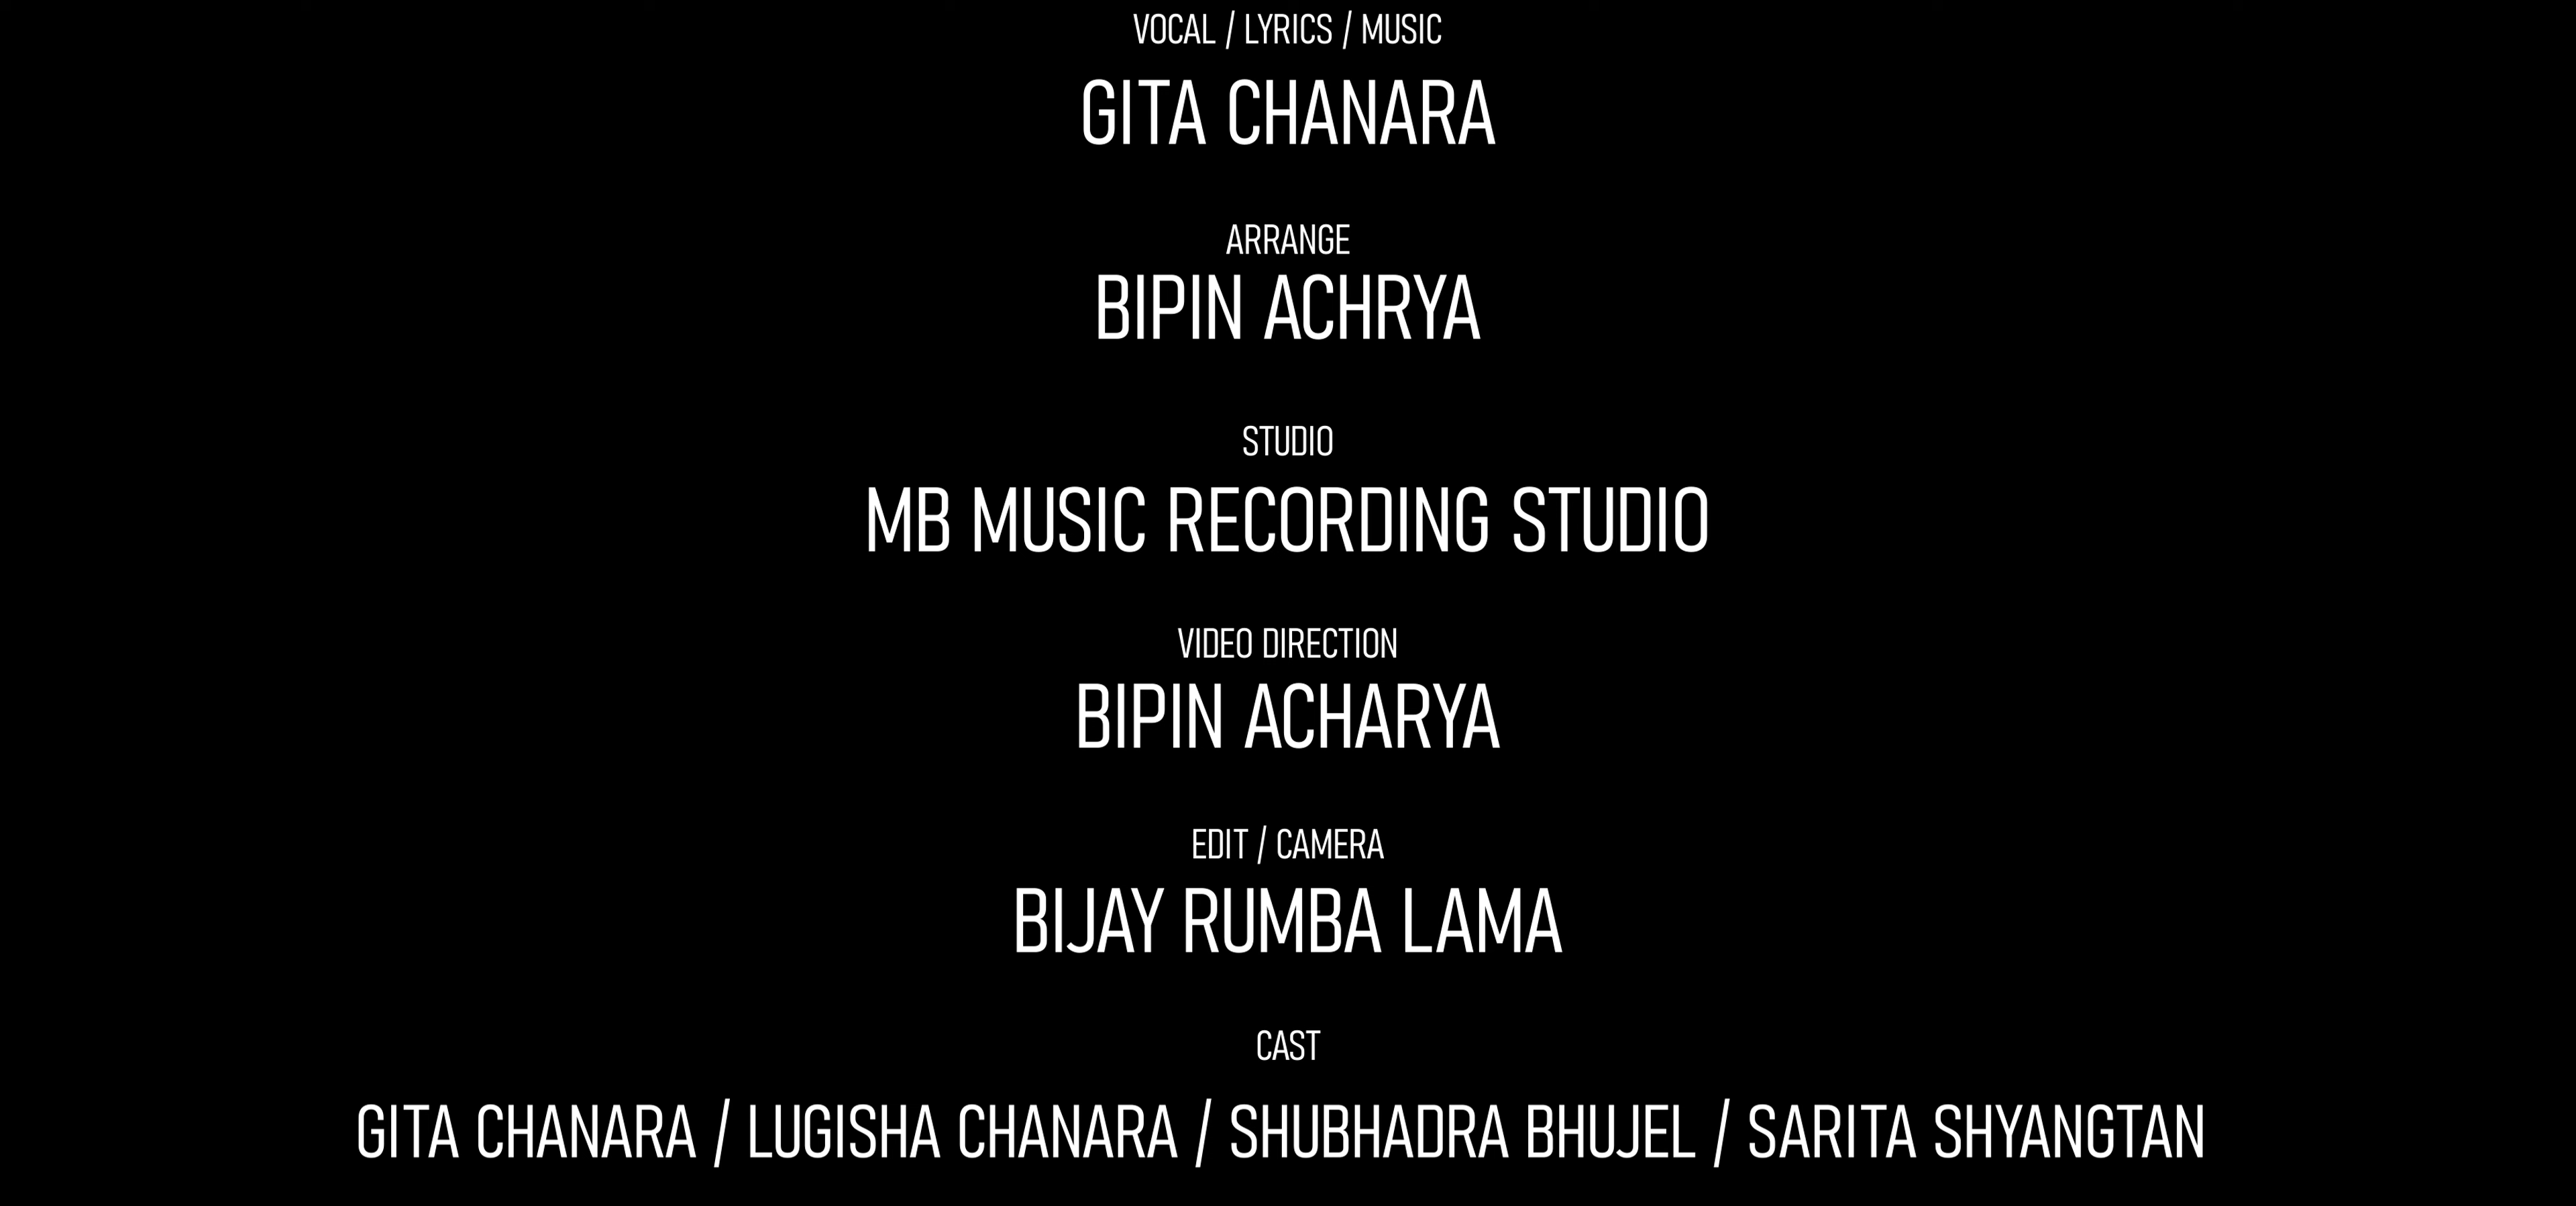 VOCAL / LYRICS / MUSIC
GITA CHANARA
ARRANGE
BIPIN ACHRYA
STUDIO
MB MUSIC RECORDING STUDIO
VIDEO DIRECTION
BIPIN ACHARYA
EDIT / CAMERA
BIJAY RUMBA LAMA
CAST
GITA CHANARA / LUGISHA CHANARA / SHUBHADRA BHUJEL / SARITA SHYANGTAN